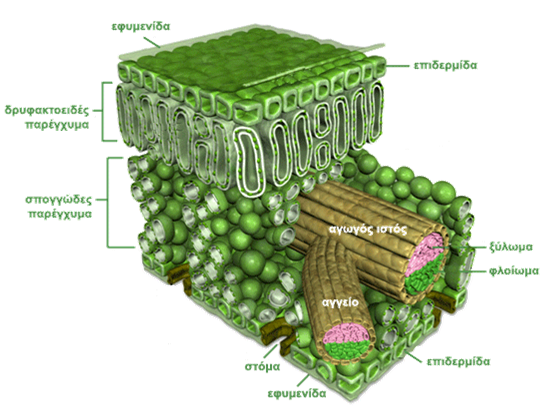 εφυμενίδα
επιδερμίδα
δρυφακτοειδές
παρέγχυμα
σπογγώδες
παρέγχυμα
αγωγός ιστός
ξύλωμα
φλοίωμα
αγγείο
στόμα
επιδερμίδα
εφυμενίδα